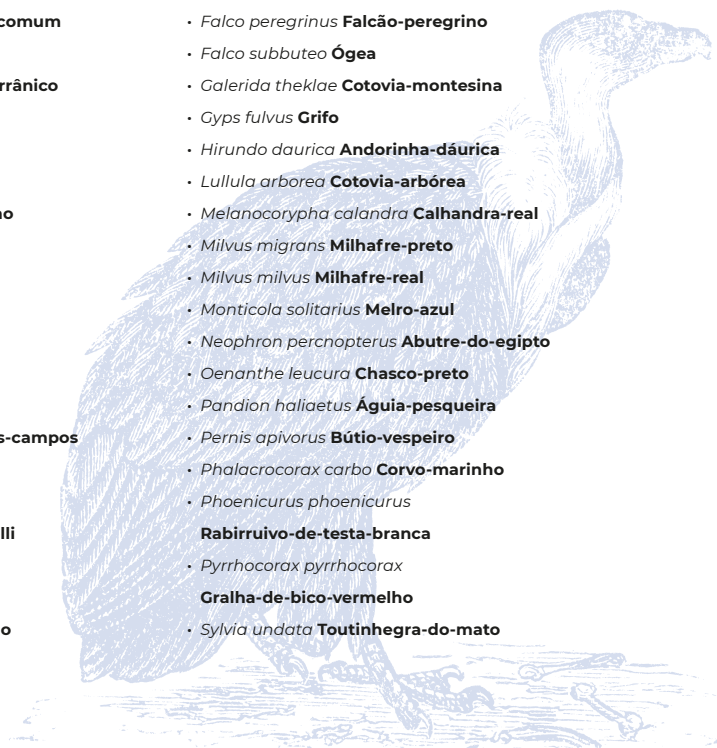 comum
rrânico
no
s-campos
lli
o
• Falco peregrinus Falcão-peregrino
• Falco subbuteo Ógea
• Galerida theklae Cotovia-montesina
• Gyps fulvus Grifo
• Hirundo daurica Andorinha-dáurica
• Lullula arborea Cotovia-arbórea
• Melanocorypha calandra Calhandra-real
• Milvus migrans Milhafre-preto
• Milvus milvus Milhafre-real
• Monticola solitarius Melro-azul
• Neophron percnopterus Abutre-do-egipto
• Oenanthe leucura Chasco-preto
• Pandion haliaetus Águia-pesqueira
• Pernis apivorus Bútio-vespeiro
• Phalacrocorax carbo Corvo-marinho
• Phoenicurus phoenicurus
Rabirruivo-de-testa-branca
• Pyrrhocorax pyrrhocorax
Gralha-de-bico-vermelho
• Sylvia undata Toutinhegra-do-mato